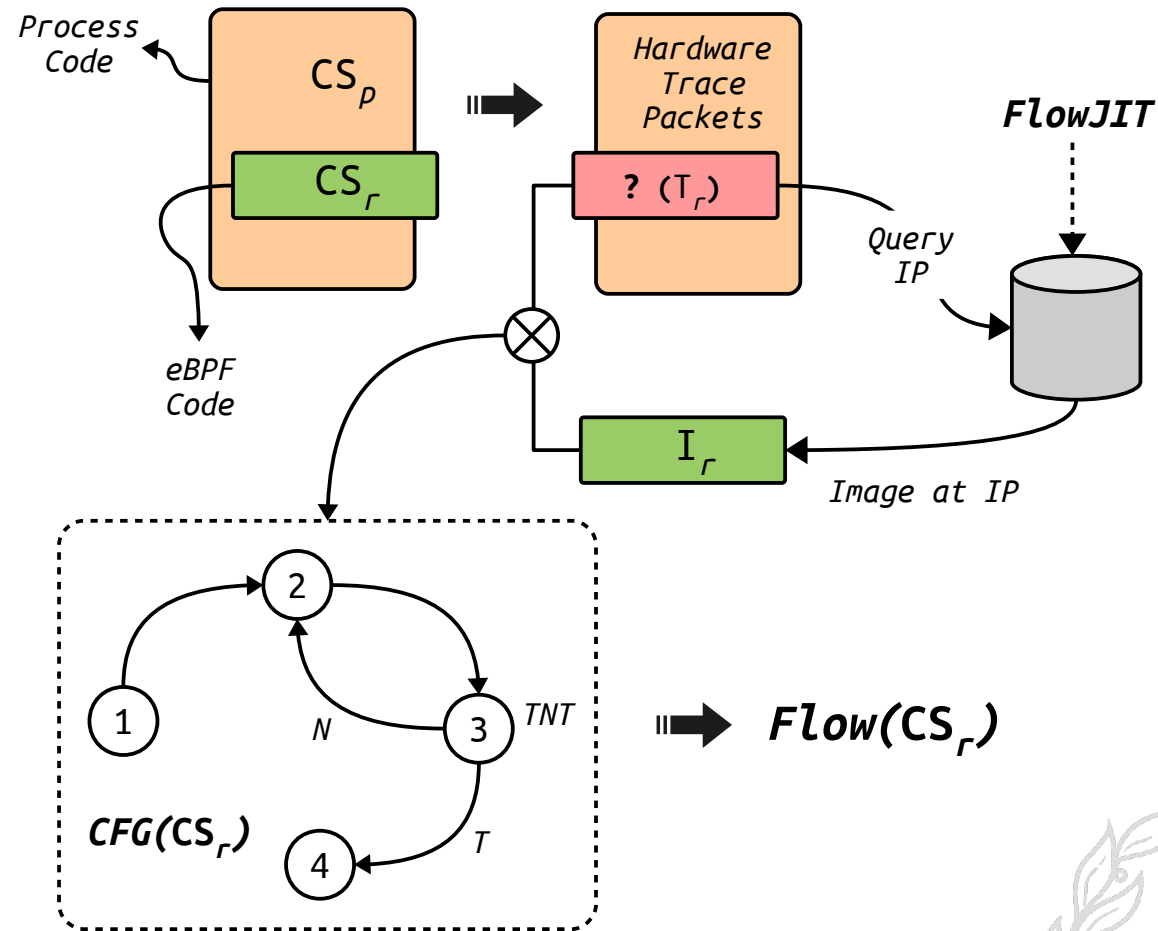 Process
Code
CS_p
CS_r
eBPF
Code
Hardware
Trace
Packets
? (T_r)
FlowJIT
Query
IP
I_r
Image at IP
1
2
3
TNT
N
T
4
CFG(CS_r)
Flow(CS_r)